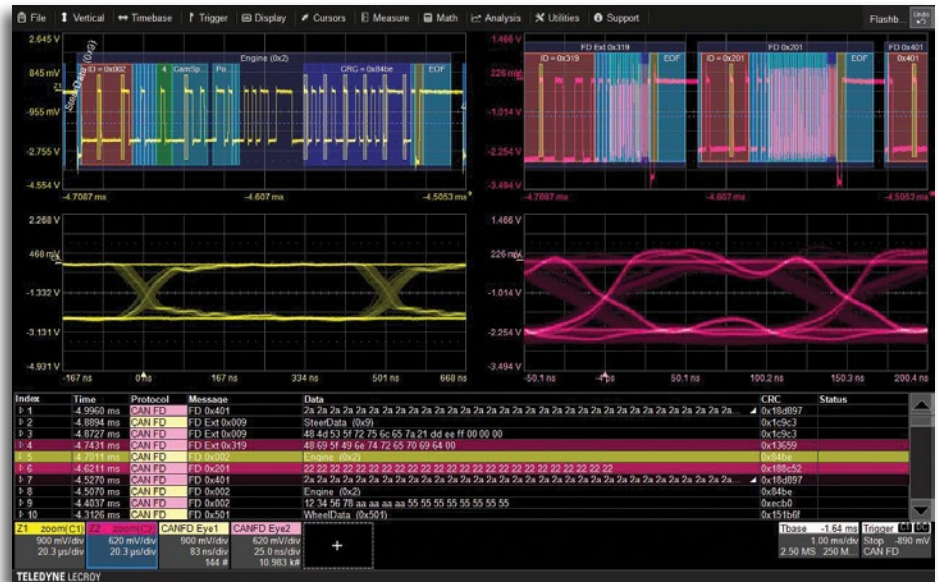 File Vertical Timebase Trigger Display Cursors Measure Math Analysis Utilities Support Flashb... Undo
2.645 V
845 mV
-955 mV
-2.755 V
-4.554 V
SteerData (0x9)
Engine (0x2)
ID = 0x002 4 CamSp... Po... CRC = 0x84be EOF
-4.7087 ms -4.607 ms -4.5053 ms
1.466 V
226 mV
-1.014 V
-2.254 V
-3.494 V
FD Ext 0x319 FD 0x201 FD 0x401
ID = 0x319 EOF ID = 0x201 EOF 0x401
-4.7087 ms -4.607 ms -4.5053 ms
2.268 V
468 mV
-1.332 V
-3.131 V
-4.931 V
-167 ns 0 s 167 ns 334 ns 501 ns 668 ns
1.466 V
226 mV
-1.014 V
-2.254 V
-3.494 V
-50.1 ns 50.1 ns 100.2 ns 150.3 ns 200.4 ns
Index Time Protocol Message Data CRC Status
1 -4.9960 ms CAN FD FD 0x401 2a 2a 2a 2a 2a 2a 2a 2a 2a 2a 2a 2a 2a 2a 2a 2a 2a 2a 2a 2a 2a 2a 2a 2a 2a 2a 2a 2a 2a 2a 2a 2a 2a... 0x18d897
2 -4.8894 ms CAN FD FD Ext 0x009 SteerData (0x9) 0x1c9c3
3 -4.8727 ms CAN FD FD Ext 0x009 48 4d 53 5f 72 75 6c 65 7a 21 dd ee ff 00 00 00 0x1c9c3
4 -4.7431 ms CAN FD FD Ext 0x319 48 69 5f 49 6e 74 72 65 70 69 64 00 0x13659
5 -4.7011 ms CAN FD FD 0x002 Engine (0x2) 0x84be
6 -4.6211 ms CAN FD FD 0x201 22 22 22 22 22 22 22 22 22 22 22 22 22 22 22 22 22 22 22 22 22 22 22 22 0x188c52
7 -4.5270 ms CAN FD FD 0x401 2a 2a 2a 2a 2a 2a 2a 2a 2a 2a 2a 2a 2a 2a 2a 2a 2a 2a 2a 2a 2a 2a 2a 2a 2a 2a 2a 2a 2a 2a 2a 2a 2a... 0x18d897
8 -4.5070 ms CAN FD FD 0x002 Engine (0x2) 0x84be
9 -4.4037 ms CAN FD FD 0x002 12 34 56 78 aa aa aa aa 55 55 55 55 55 55 55 55 0xecb0
10 -4.3126 ms CAN FD FD 0x501 WheelData (0x501) 0x151b6f
Z1 zoom(C1) Z2 zoom(C2) CANFD Eye1 CANFD Eye2 Tbase -1.64 ms Trigger C1 DC
900 mV/div 620 mV/div 900 mV/div 620 mV/div + 1.00 ms/div Stop -890 mV
20.3 µs/div 20.3 µs/div 83 ns/div 25.0 ns/div 2.50 MS 250 M... CAN FD
144 # 10.983 k#
TELEDYNE LECROY